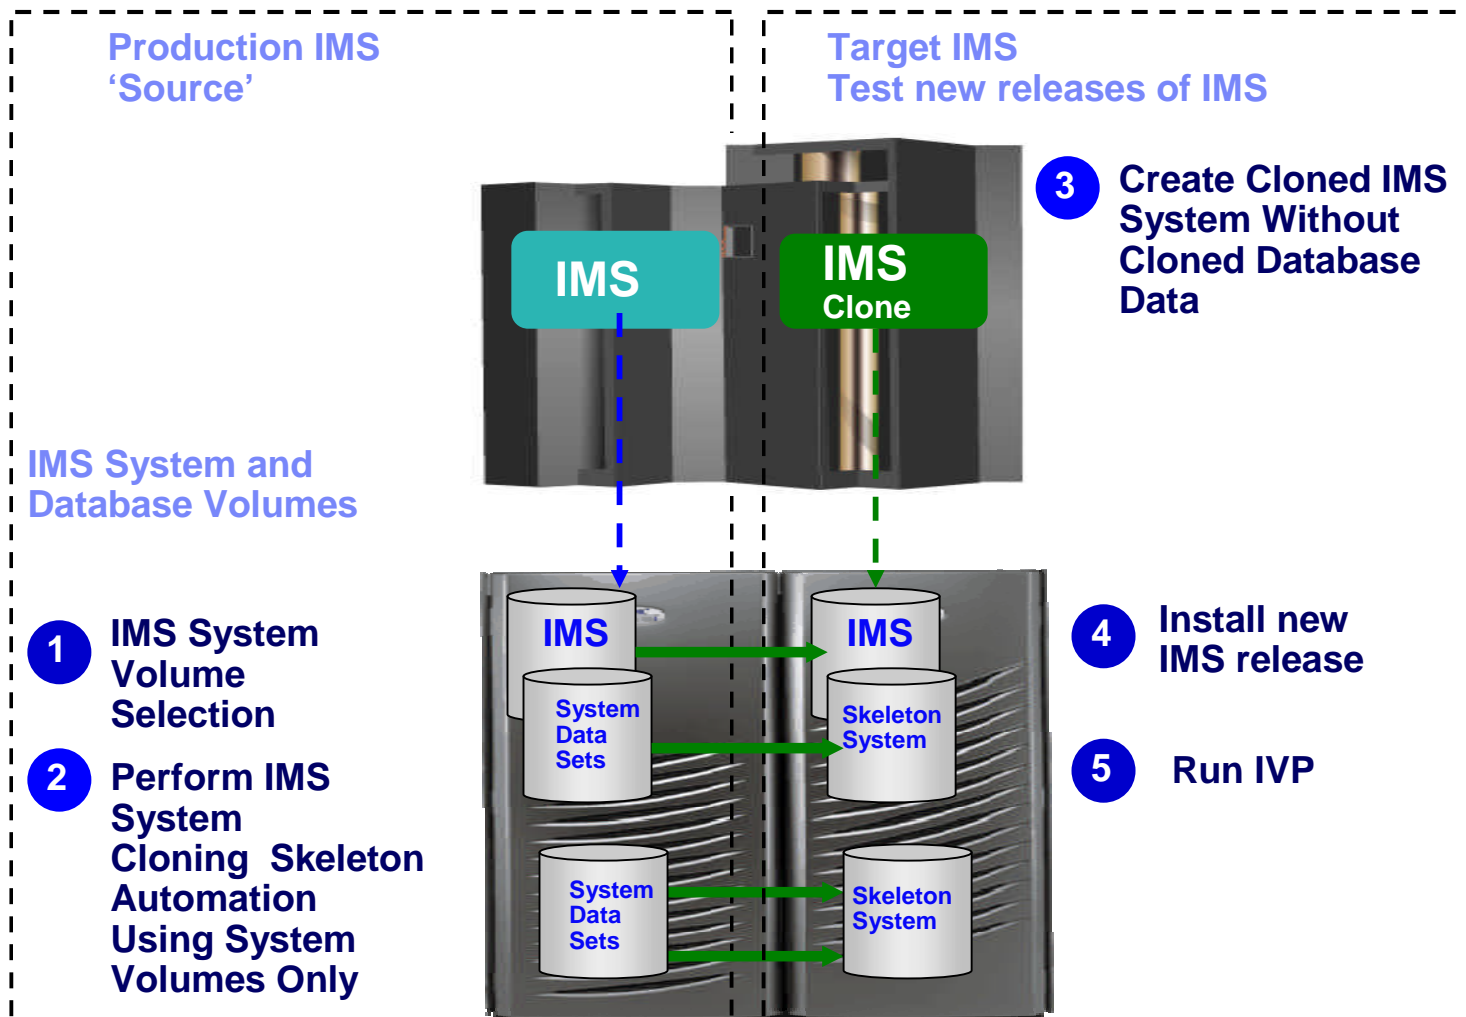 Production IMS
‘Source’
Target IMS
Test new releases of IMS
3
Create Cloned IMS
System Without
Cloned Database
Data
IMS
IMS
Clone
IMS System and
Database Volumes
1
IMS System
Volume
Selection
2
Perform IMS
System
Cloning Skeleton
Automation
Using System
Volumes Only
IMS
System
Data
Sets
System
Data
Sets
IMS
Skeleton
System
Skeleton
System
4
Install new
IMS release
5
Run IVP